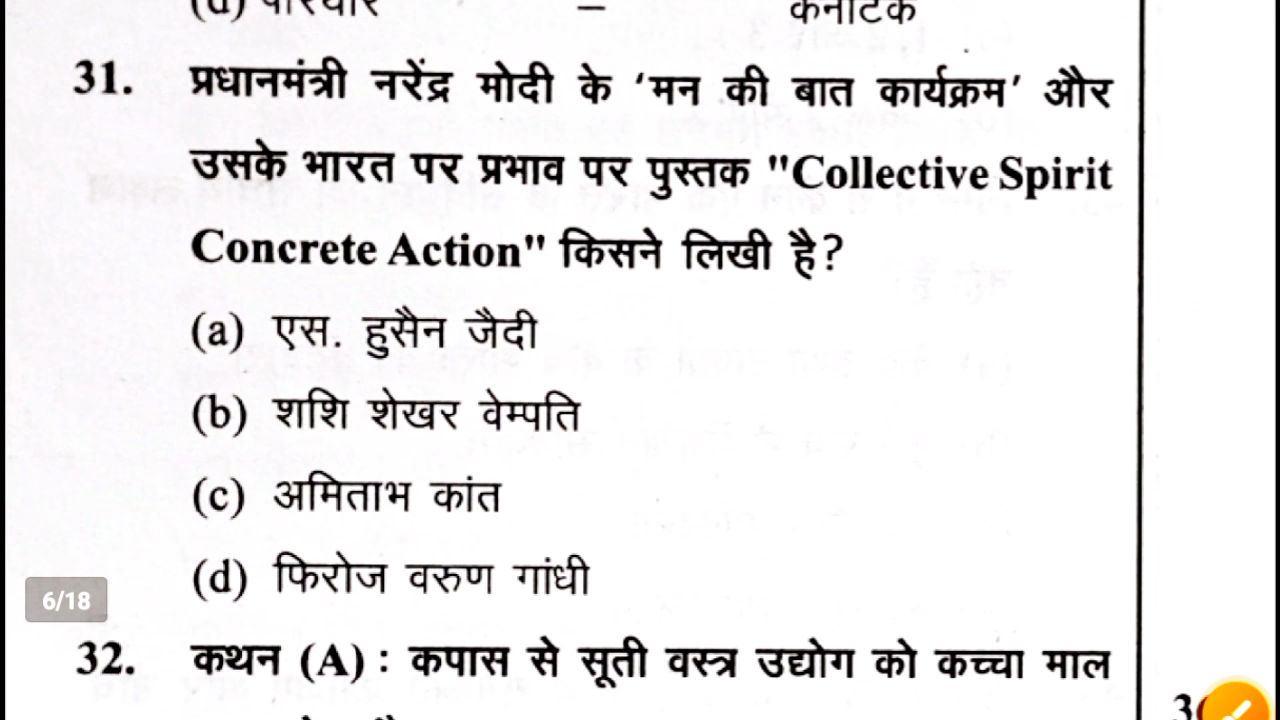 (d) परिवार – कर्नाटक
31. प्रधानमंत्री नरेंद्र मोदी के 'मन की बात कार्यक्रम' और
उसके भारत पर प्रभाव पर पुस्तक "Collective Spirit
Concrete Action" किसने लिखी है?
(a) एस. हुसैन जैदी
(b) शशि शेखर वेम्पति
(c) अमिताभ कांत
(d) फिरोज वरुण गांधी
6/18
32. कथन (A) : कपास से सूती वस्त्र उद्योग को कच्चा माल